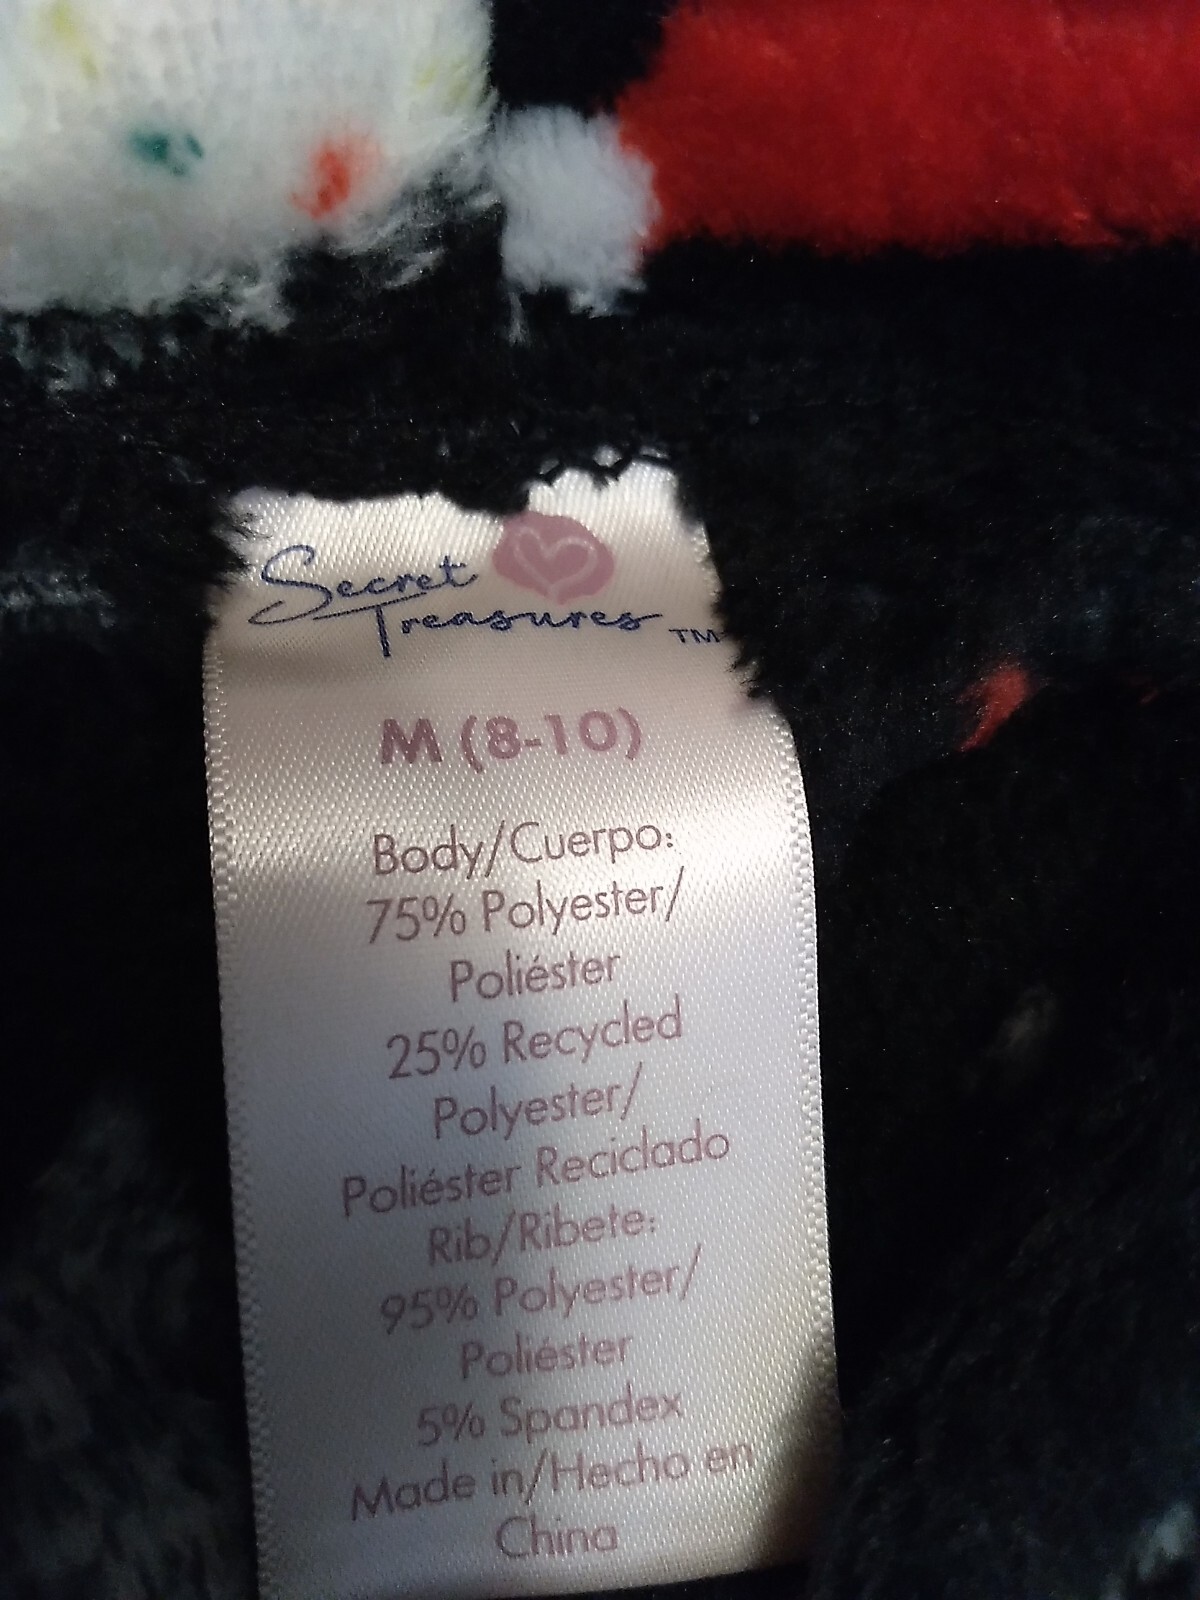 Secret
Treasures ™
M (8-10)
Body/Cuerpo:
75% Polyester/
Poliéster
25% Recycled
Polyester/
Poliéster Reciclado
Rib/Ribete:
95% Polyester/
Poliéster
5% Spandex
Made in/Hecho en
China